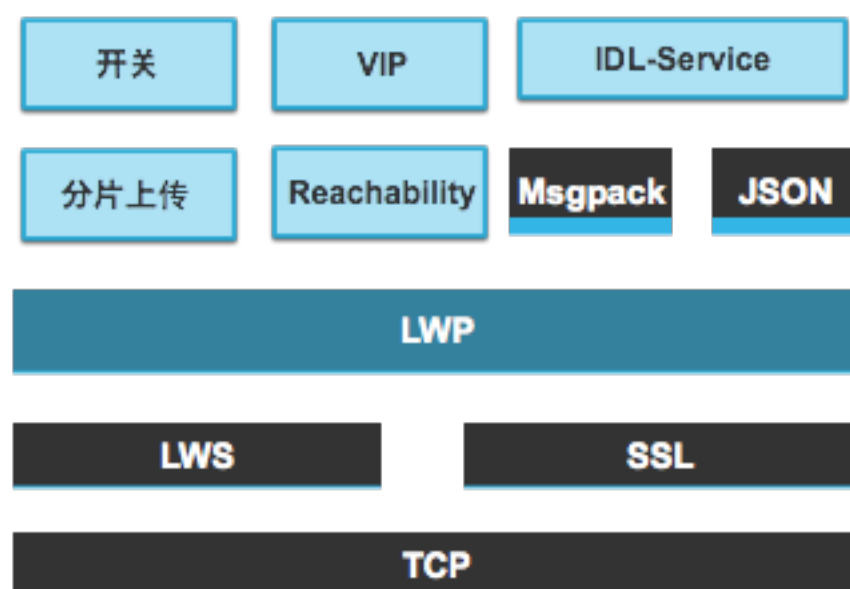 开关
VIP
IDL-Service
分片上传
Reachability
Msgpack
JSON
LWP
LWS
SSL
TCP